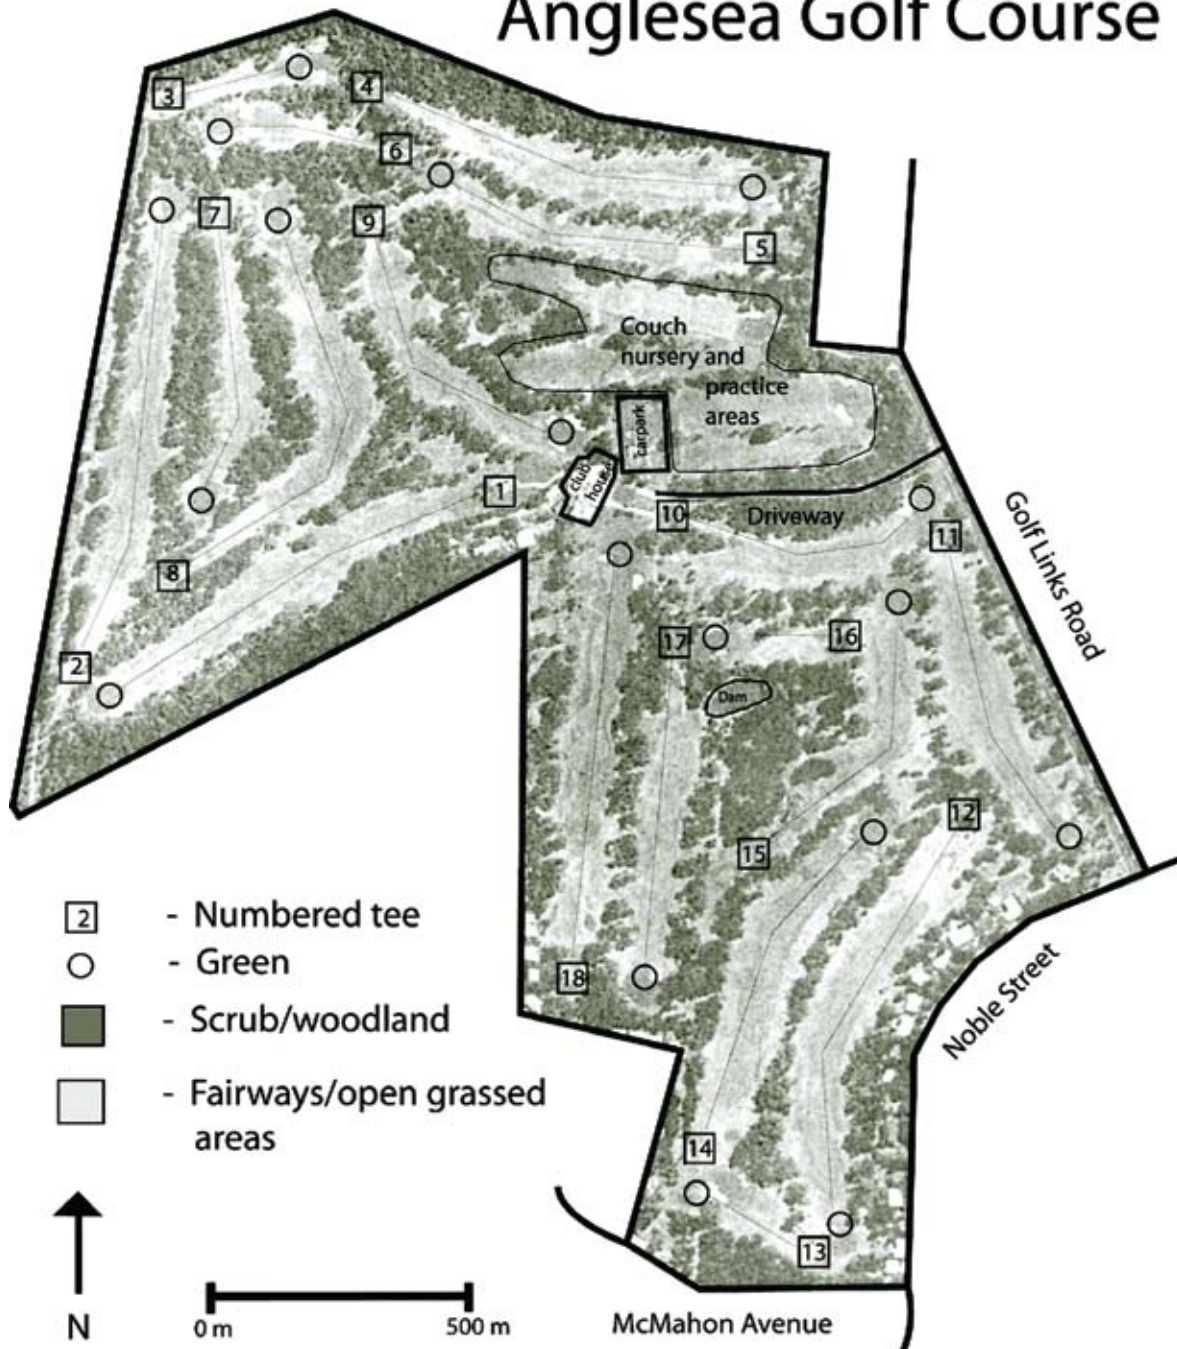 Anglesea Golf Course
3
4
6
7
9
5
Couch
nursery and
practice
areas
carpark
club
house
1
10
Driveway
11
Golf Links Road
8
17
16
2
Dam
12
15
2 - Numbered tee
- Green
18
Noble Street
- Scrub/woodland
- Fairways/open grassed
areas
14
13
N
0 m
500 m
McMahon Avenue